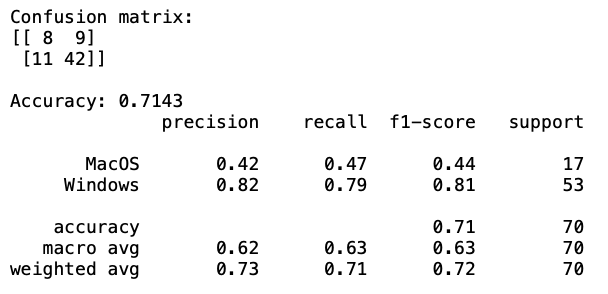 Confusion matrix:
[[ 8  9]
 [11 42]]
Accuracy: 0.7143
              precision    recall  f1-score   support
       MacOS       0.42      0.47      0.44        17
     Windows       0.82      0.79      0.81        53
    accuracy                           0.71        70
   macro avg       0.62      0.63      0.63        70
weighted avg       0.73      0.71      0.72        70